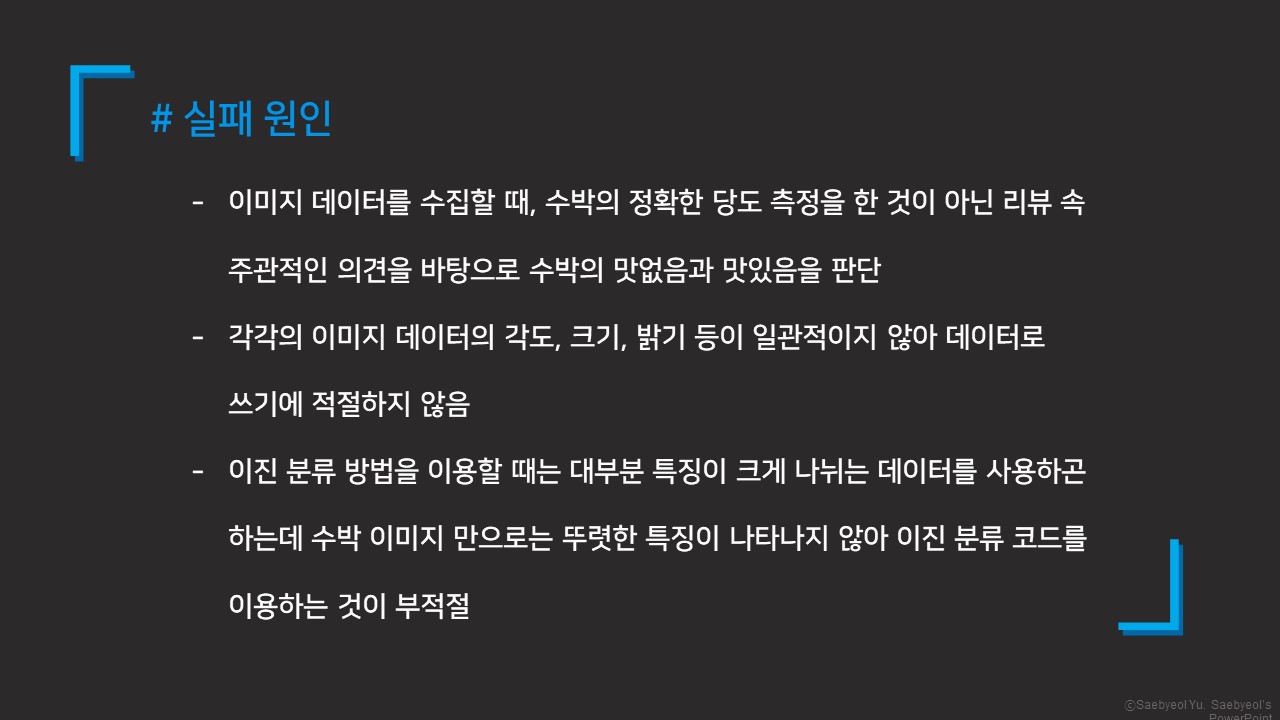 # 실패 원인
- 이미지 데이터를 수집할 때, 수박의 정확한 당도 측정을 한 것이 아닌 리뷰 속
주관적인 의견을 바탕으로 수박의 맛없음과 맛있음을 판단
- 각각의 이미지 데이터의 각도, 크기, 밝기 등이 일관적이지 않아 데이터로
쓰기에 적절하지 않음
- 이진 분류 방법을 이용할 때는 대부분 특징이 크게 나뉘는 데이터를 사용하곤
하는데 수박 이미지 만으로는 뚜렷한 특징이 나타나지 않아 이진 분류 코드를
이용하는 것이 부적절
ⓒSaebyeol Yu. Saebyeol's
PowerPoint